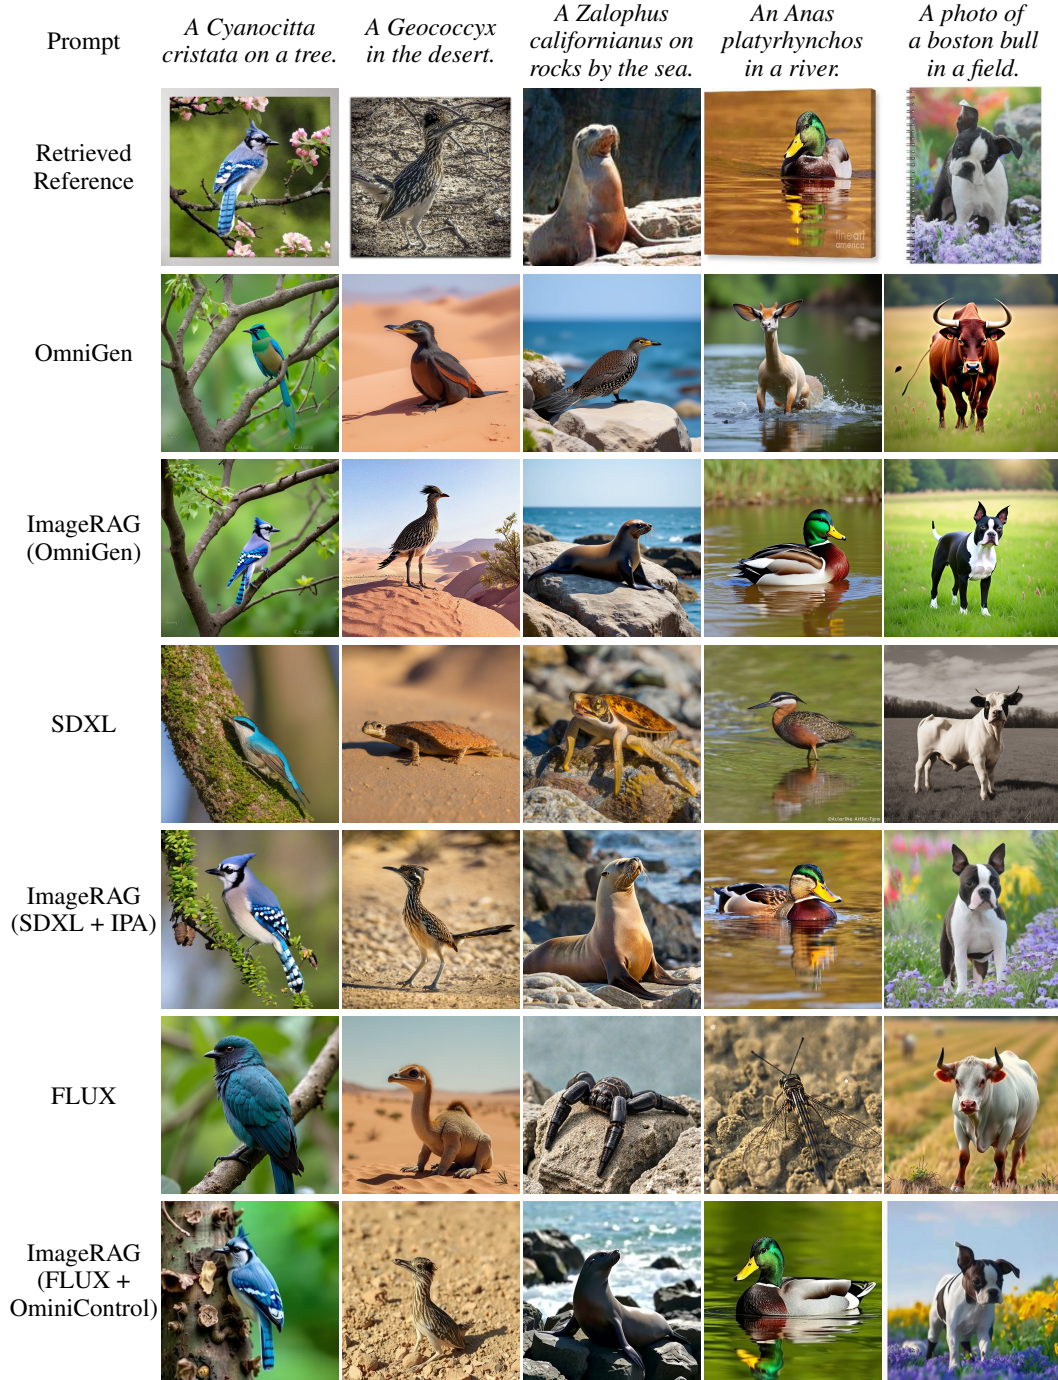 Prompt
A Cyanocitta
cristata on a tree.
A Geococcyx
in the desert.
A Zalophus
californianus on
rocks by the sea.
An Anas
platyrhynchos
in a river.
A photo of
a boston bull
in a field.
Retrieved
Reference
fineart
america
OmniGen
ImageRAG
(OmniGen)
SDXL
ImageRAG
(SDXL + IPA)
FLUX
ImageRAG
(FLUX +
OminiControl)